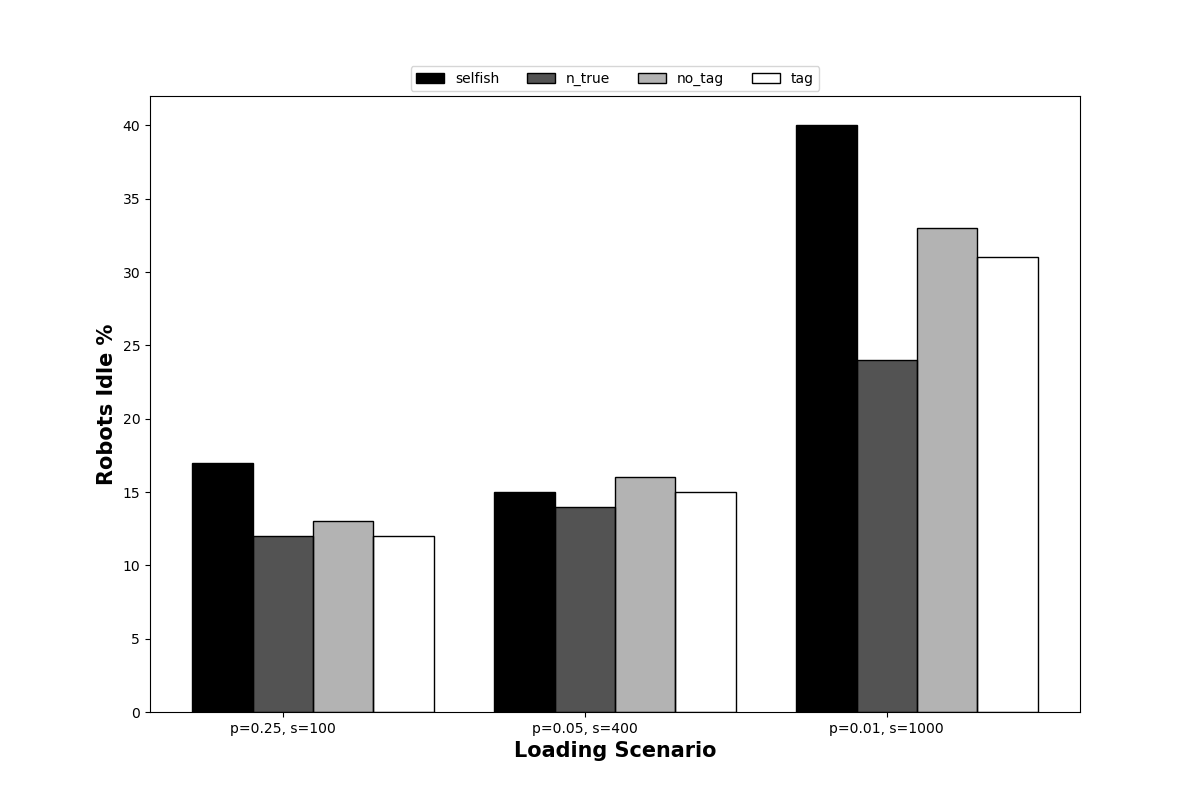 selfish n_true no_tag tag
40
35
30
25
20
15
10
5
0
Robots Idle %
p=0.25, s=100 p=0.05, s=400 p=0.01, s=1000
Loading Scenario